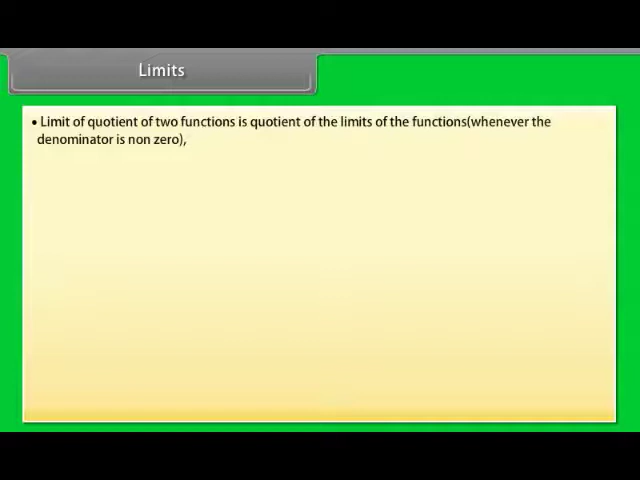 Limits
• Limit of quotient of two functions is quotient of the limits of the functions(whenever the
denominator is non zero),